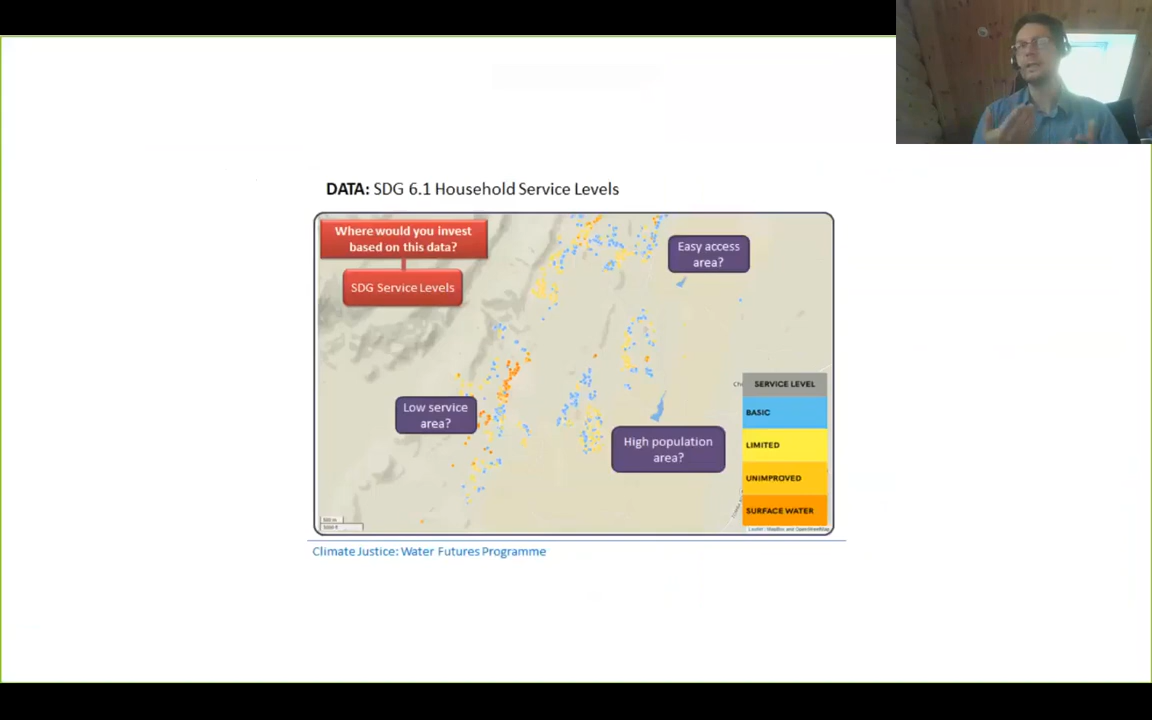 DATA: SDG 6.1 Household Service Levels
Where would you invest
based on this data?
SDG Service Levels
Easy access
area?
Low service
area?
High population
area?
SERVICE LEVEL
BASIC
LIMITED
UNIMPROVED
SURFACE WATER
Climate Justice: Water Futures Programme